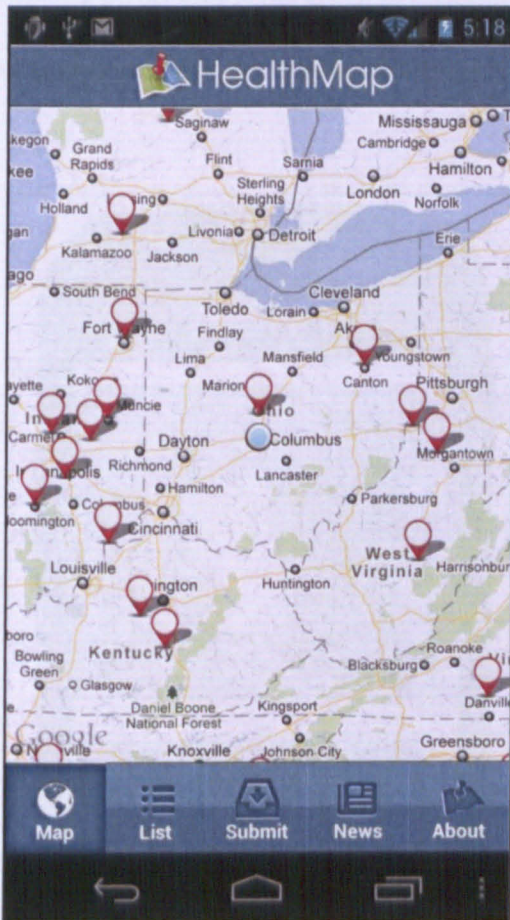 5:18
HealthMap
Saginaw
Mississauga
Grand
Rapids
Flint
Sarnia
Cambridge
Hamilton
Sterling
Heights
London
Holland
Norfolk
Livonia
Detroit
Kalamazoo
Jackson
Erie
South Bend
Toledo
Lorain
Cleveland
Fort
Findlay
Lima
Mansfield
Youngstown
Marion
Canton
Pittsburgh
Muncie
Ohio
Dayton
Columbus
Morgantown
Richmond
Lancaster
Hamilton
Parkersburg
Cincinnati
West
Virginia
Louisville
Huntington
Kentucky
Bowling
Green
Glasgow
Roanoke
Blacksburg
Daniel Boone
National Forest
Kingsport
Google
Knoxville
Johnson City
Greensboro
Map
List
Submit
News
About